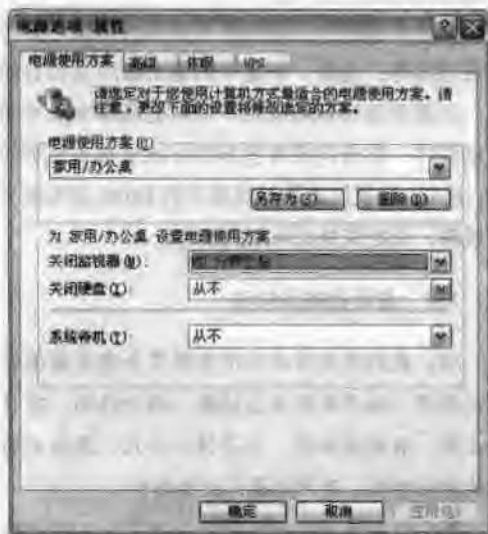 电源选项 属性
电源使用方案 高级 休眠 UPS
请选定对于您使用计算机方式最适合的电源使用方案。请
注意，更改下面的设置将修改选定的方案。
电源使用方案(C)
家用/办公桌
另存为(S)... 删除(D)
为 家用/办公桌 设置电源使用方案
关闭监视器(M):
关闭硬盘(I): 从不
系统待机(T): 从不
确定 取消 应用(A)